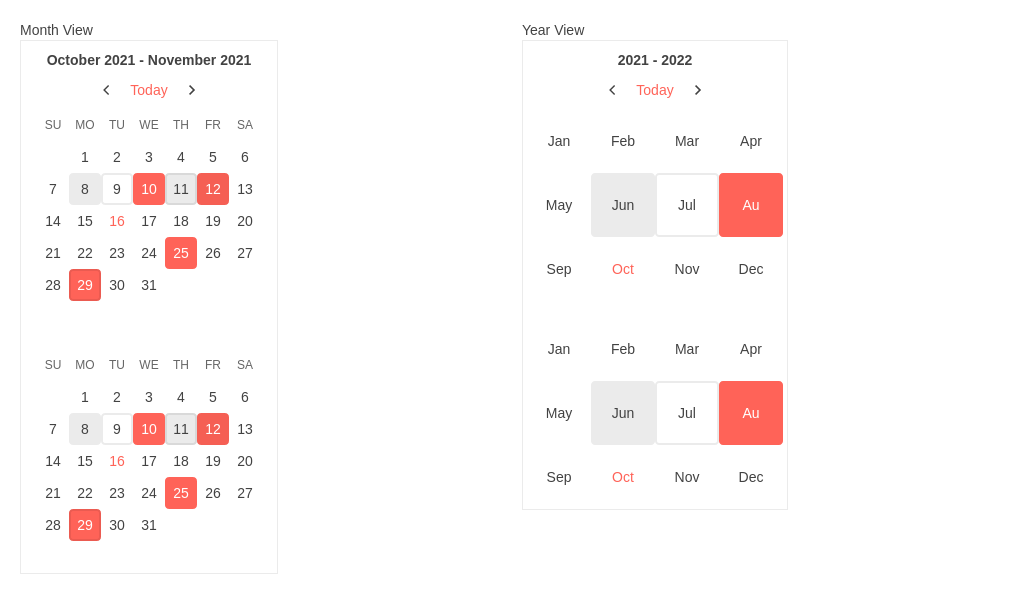 Month View
October 2021 - November 2021
Today
SU MO TU WE TH FR SA
1 2 3 4 5 6
7 8 9 10 11 12 13
14 15 16 17 18 19 20
21 22 23 24 25 26 27
28 29 30 31
SU MO TU WE TH FR SA
1 2 3 4 5 6
7 8 9 10 11 12 13
14 15 16 17 18 19 20
21 22 23 24 25 26 27
28 29 30 31
Year View
2021 - 2022
Today
Jan Feb Mar Apr
May Jun Jul Au
Sep Oct Nov Dec
Jan Feb Mar Apr
May Jun Jul Au
Sep Oct Nov Dec